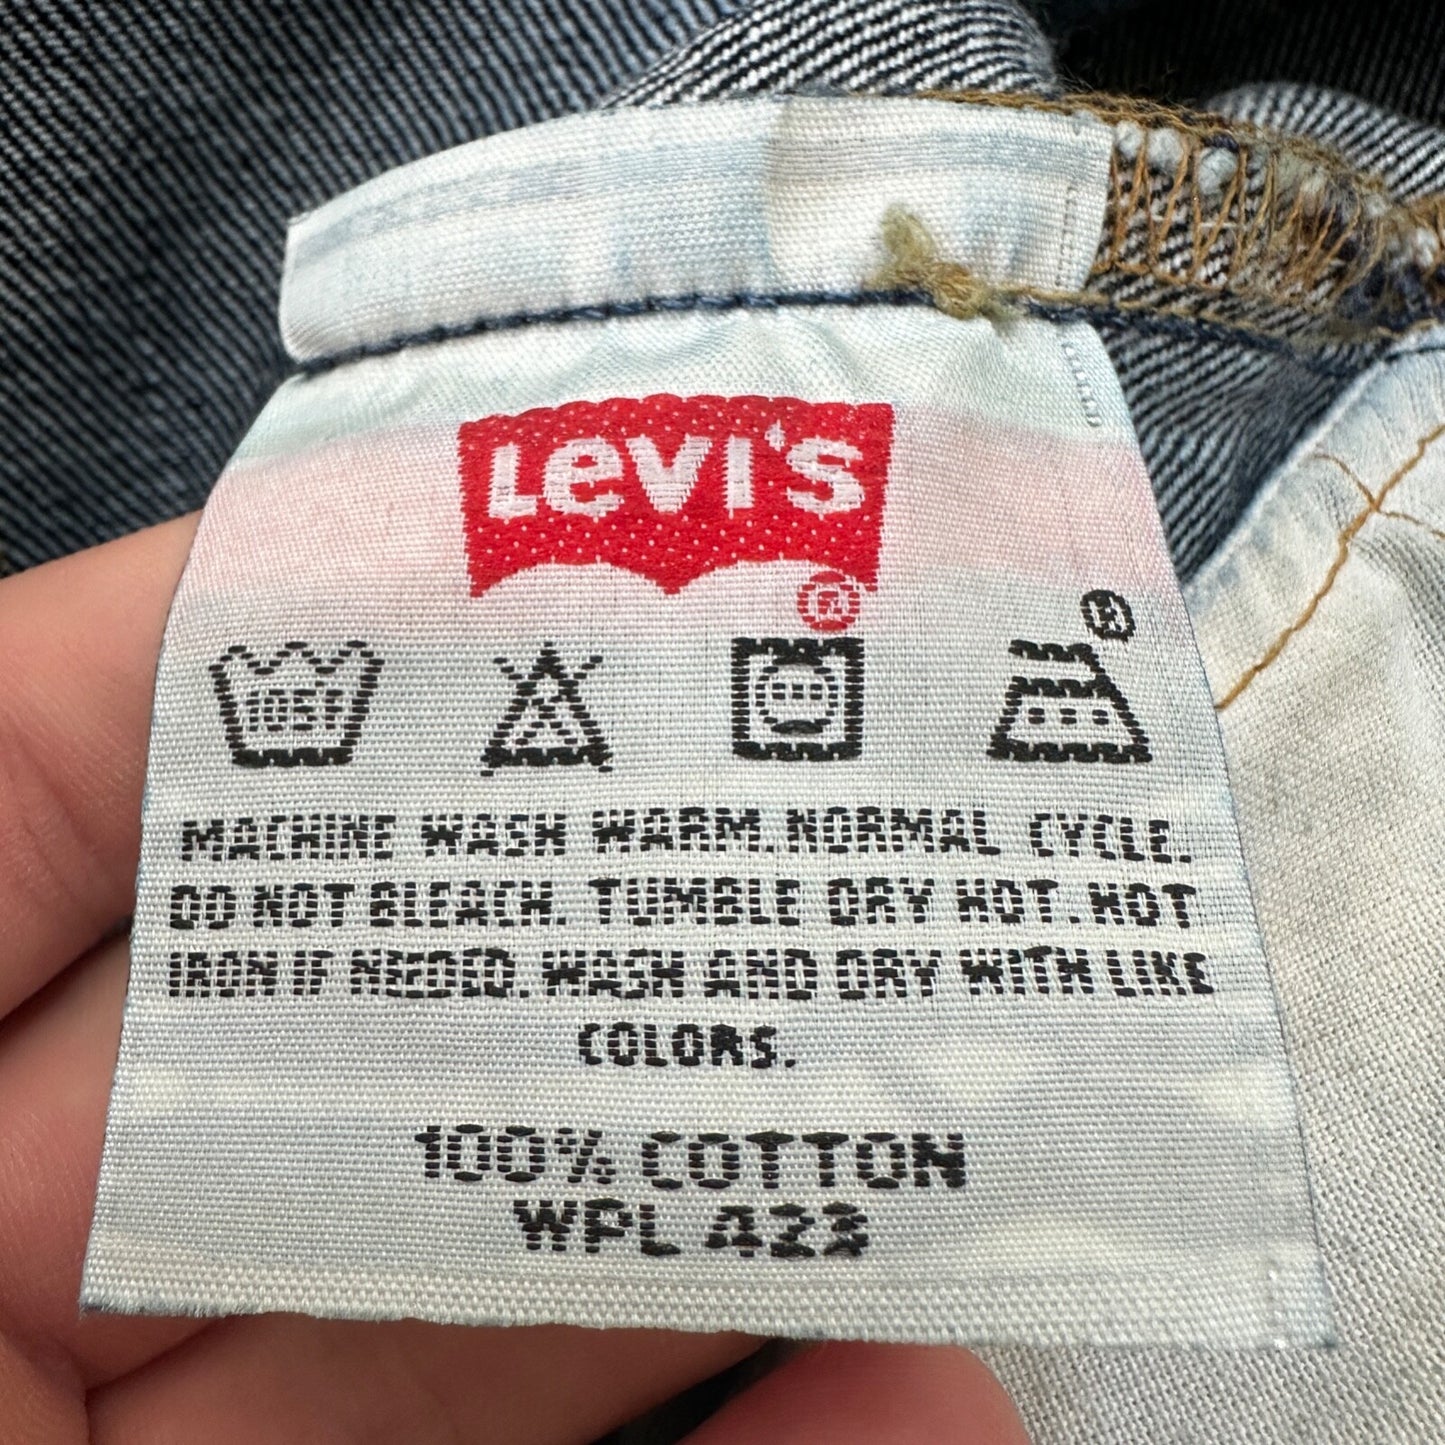 Levi's
®
105F
®
MACHINE WASH WARM. NORMAL CYCLE.
DO NOT BLEACH. TUMBLE DRY HOT. HOT
IRON IF NEEDED. WASH AND DRY WITH LIKE
COLORS.
100% COTTON
WPL 423